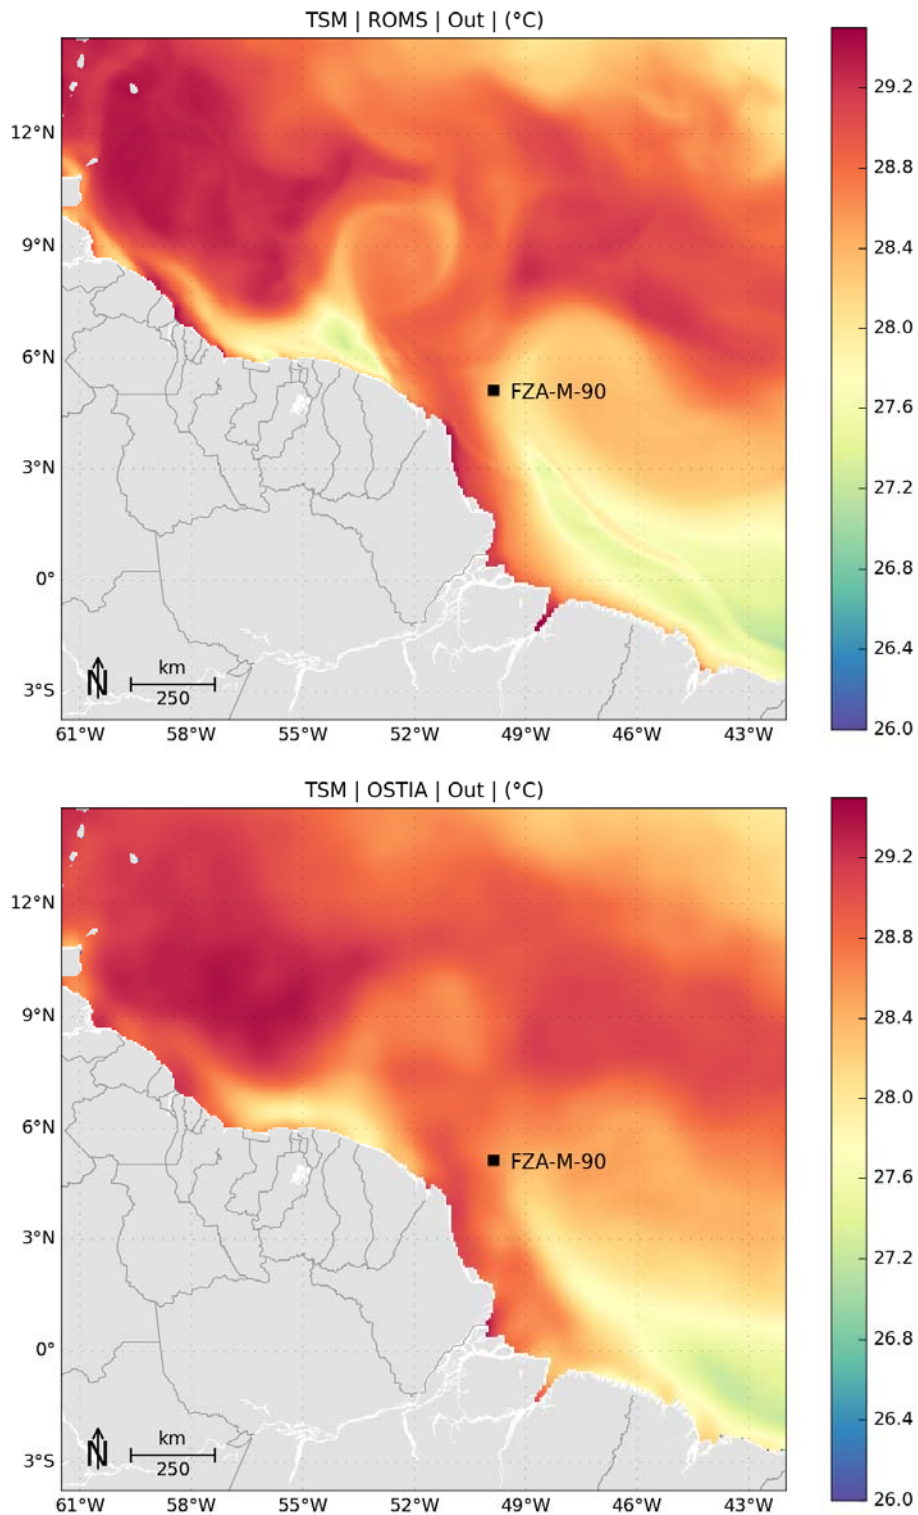 TSM | ROMS | Out | (°C)
29.2
12°N
28.8
9°N
28.4
28.0
6°N
FZA-M-90
27.6
3°N
27.2
26.8
0°
26.4
N
km
250
3°S
26.0
61°W 58°W 55°W 52°W 49°W 46°W 43°W
TSM | OSTIA | Out | (°C)
29.2
12°N
28.8
9°N
28.4
28.0
6°N
FZA-M-90
27.6
3°N
27.2
0°
26.8
26.4
N
km
250
3°S
26.0
61°W 58°W 55°W 52°W 49°W 46°W 43°W